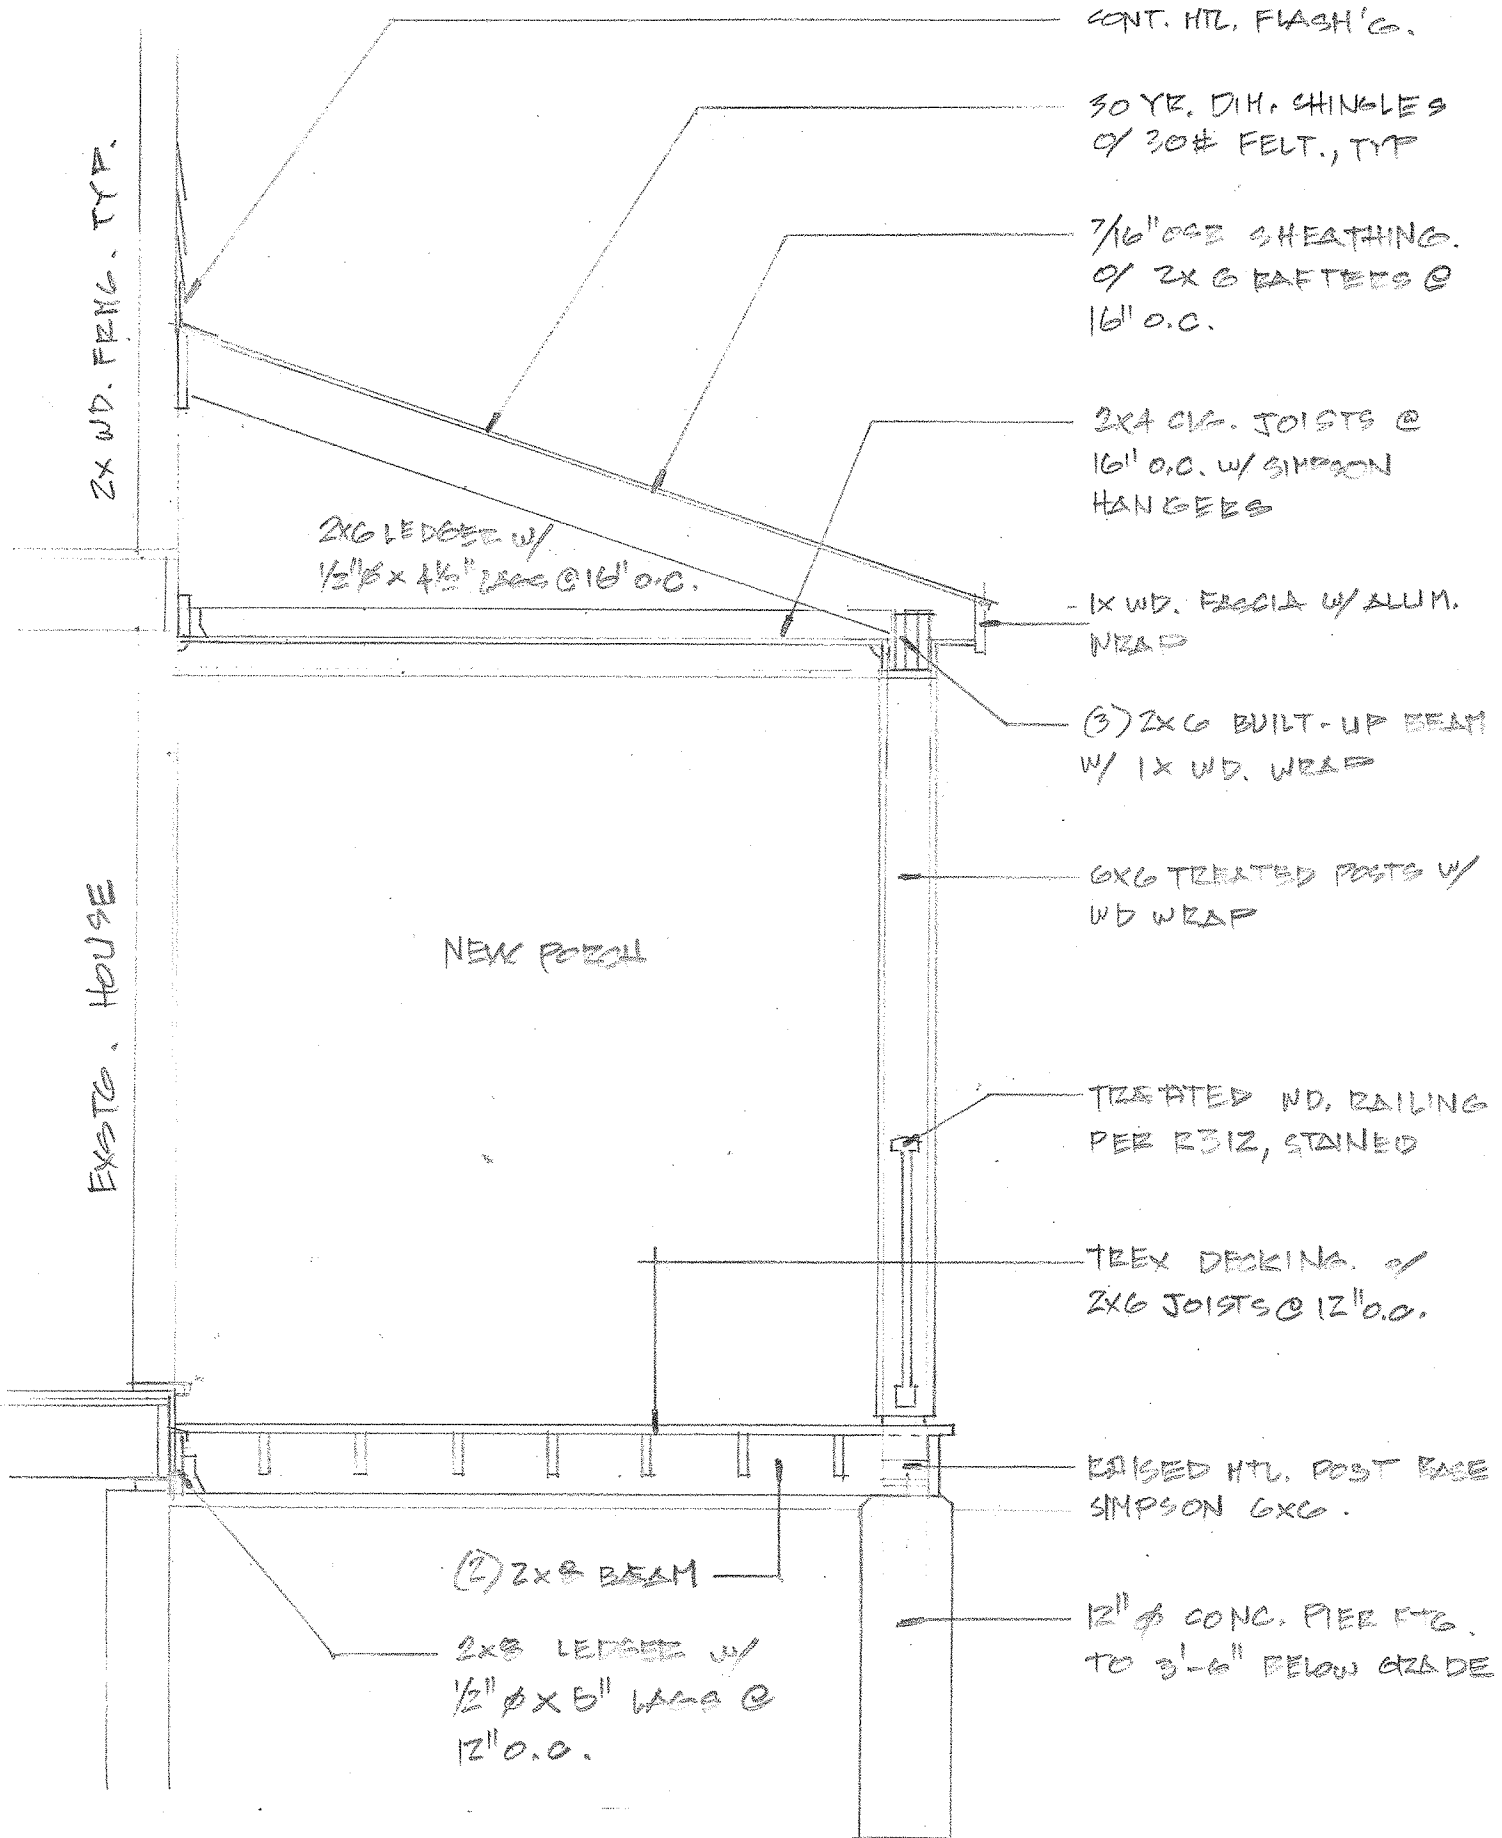 CONT. MTL. FLASH'G.
30 YR. DIM. SHINGLES
O/ 30# FELT., TYP
7/16" OSB SHEATHING.
O/ 2X6 RAFTERS @
16" O.C.
2X4 CLG. JOISTS @
16" O.C. W/ SIMPSON
HANGERS
2X6 LEDGER W/
1/2"Ø X 4 1/2" LAGS @ 16" O.C.
1X WD. FASCIA W/ ALUM.
WRAP
(3) 2X6 BUILT-UP BEAM
W/ 1X WD. WRAP
6X6 TREATED POSTS W/
WD WRAP
2X WD. FRMG. TYP.
EXSTG. HOUSE
NEW PORCH
TREATED WD. RAILING
PER R312, STAINED
TREX DECKING. O/
2X6 JOISTS @ 12" O.C.
RAISED MTL. POST BASE
SIMPSON 6X6.
(2) 2X8 BEAM
2X8 LEDGER W/
1/2" Ø X 5" LAGS @
12" O.C.
12" Ø CONC. PIER FTG.
TO 3'-6" BELOW GRADE